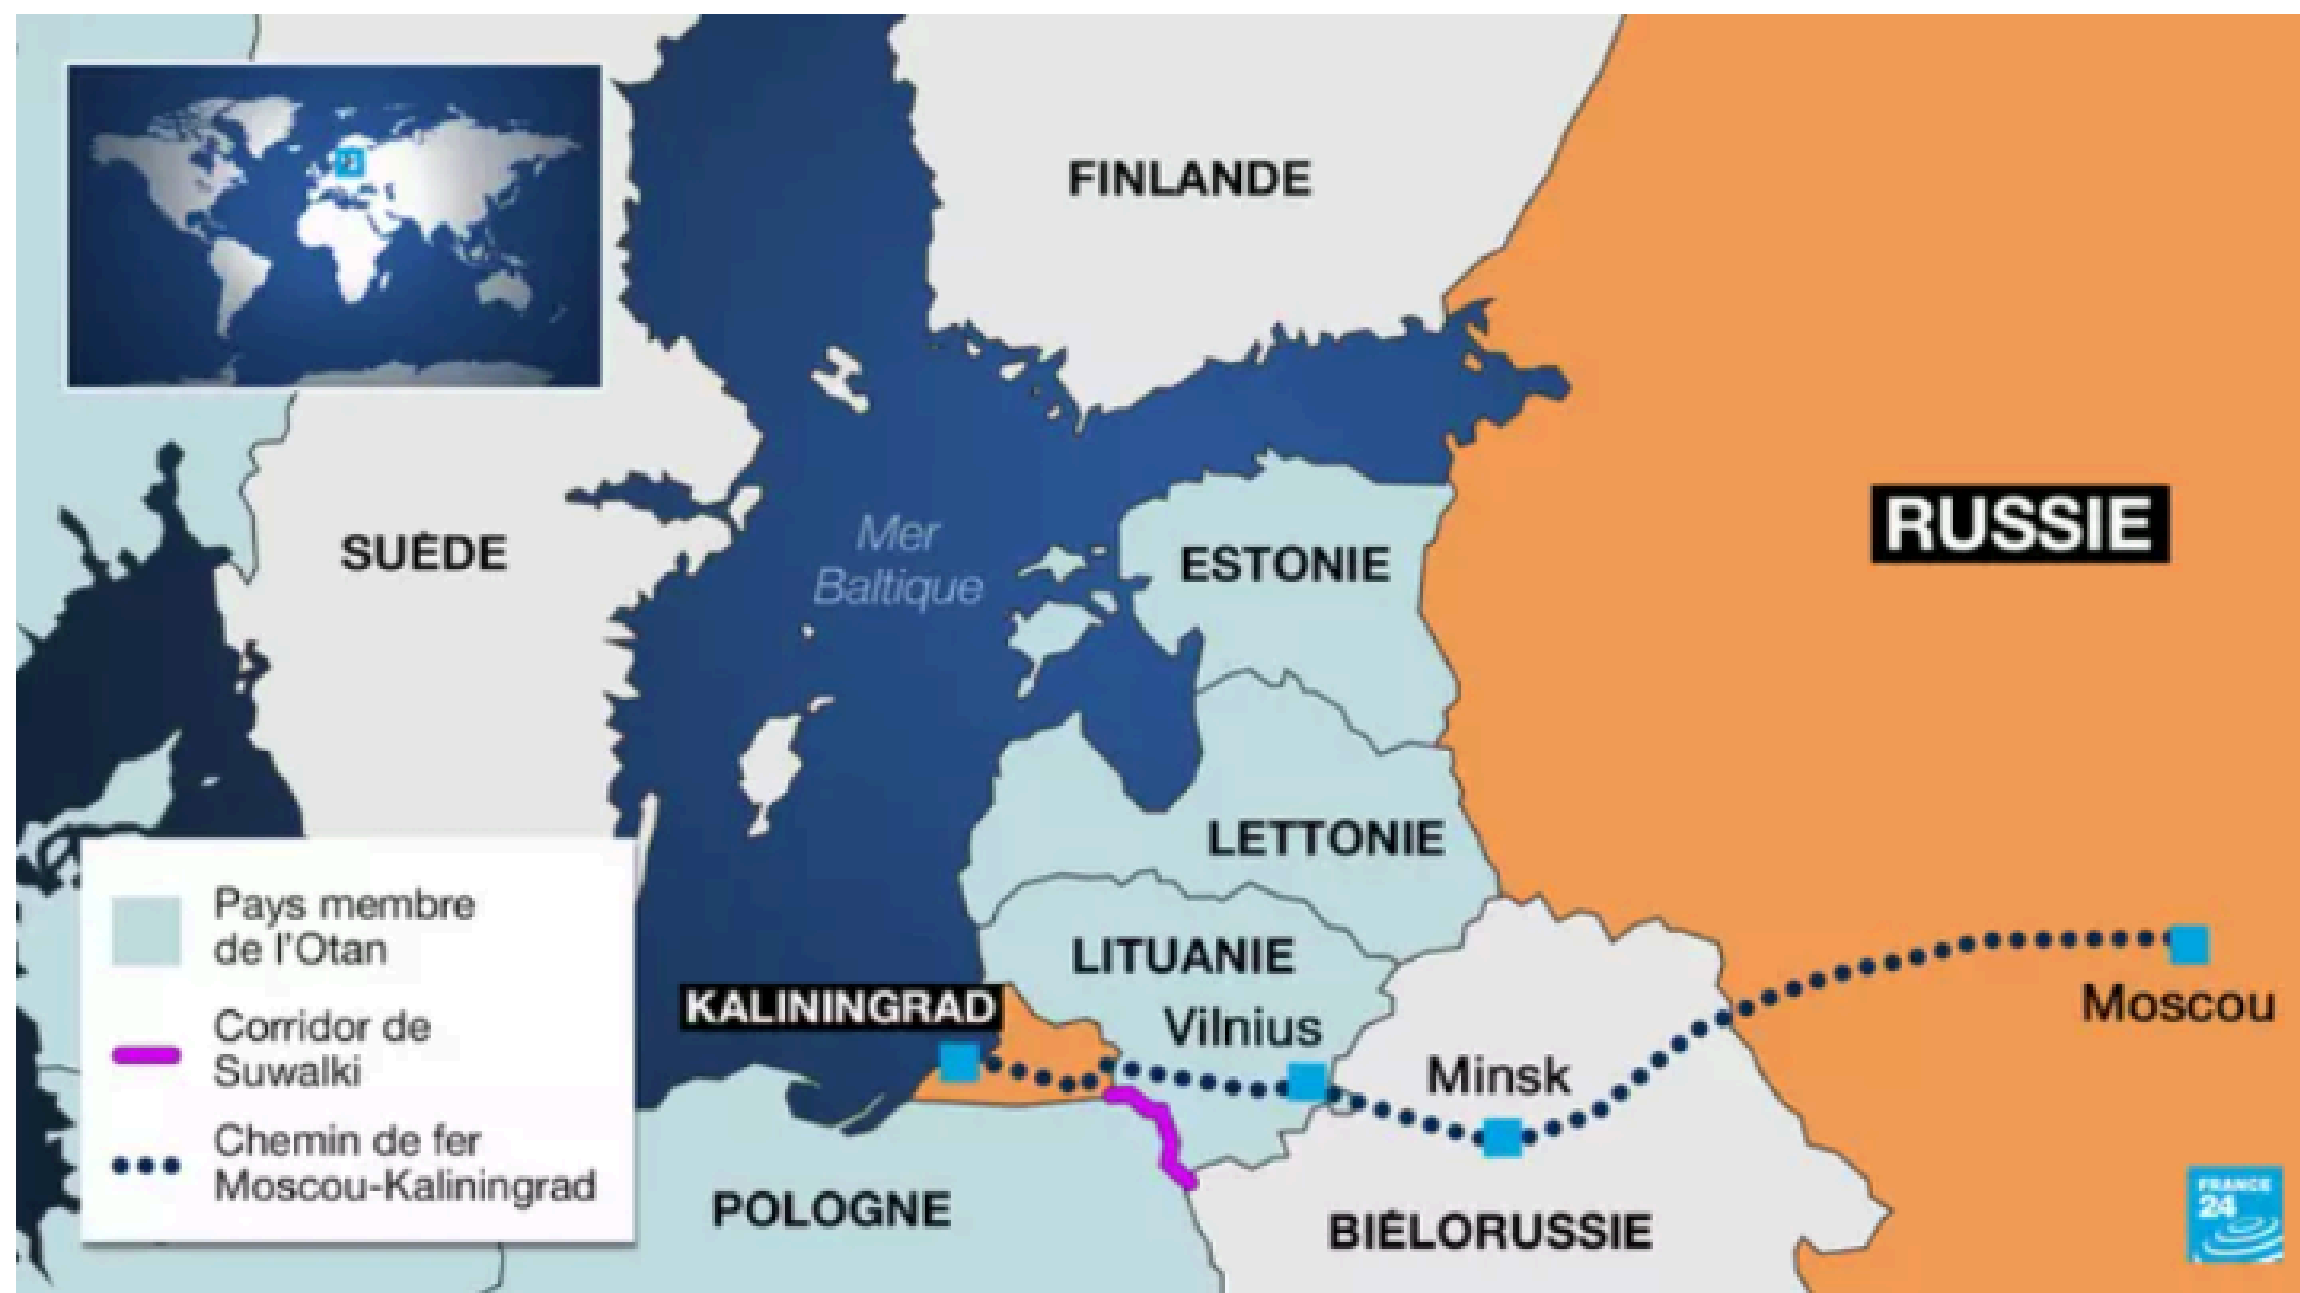 FINLANDE
RUSSIE
SUÈDE
Mer
Baltique
ESTONIE
LETTONIE
LITUANIE
KALININGRAD
Vilnius
Moscou
Minsk
POLOGNE
BIÉLORUSSIE
Pays membre
de l'Otan
Corridor de
Suwalki
Chemin de fer
Moscou-Kaliningrad
FRANCE
24